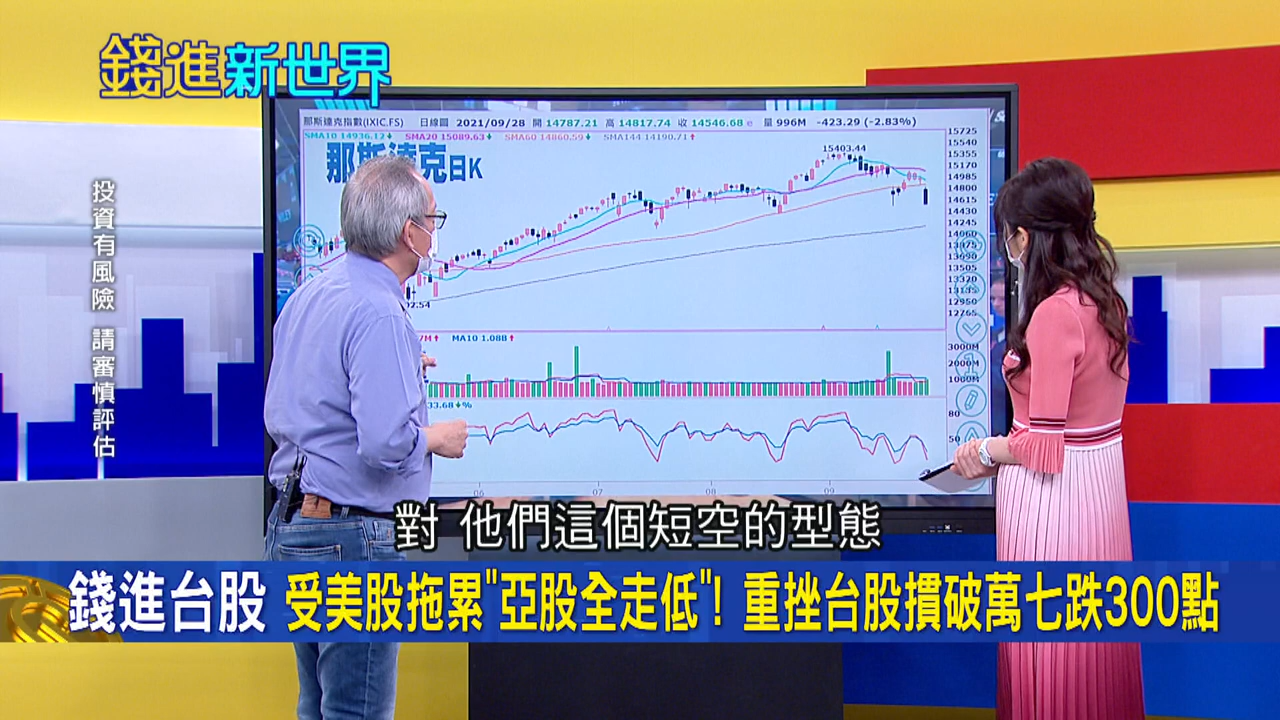 錢進新世界
那斯達克指數(IXIC.FS) 日線圖 2021/09/28 開 14787.21 高 14817.74 收 14546.68 e 量 996M -423.29 (-2.83%)
SMA10 14936.12↓ SMA20 15089.63↓ SMA60 14860.59↓ SMA144 14190.71↑
那斯達克日K
15403.44
15725
15540
15355
15170
14985
14800
14615
14430
14245
14060
13875
13690
13505
13320
13135
12950
12765
02.54
7M↑ MA10 1.08B↑
3000M
2000M
1000M
33.68↓%
80
50
06 07 08 09
投資有風險 請審慎評估
對 他們這個短空的型態
錢進台股 受美股拖累"亞股全走低"! 重挫台股摜破萬七跌300點